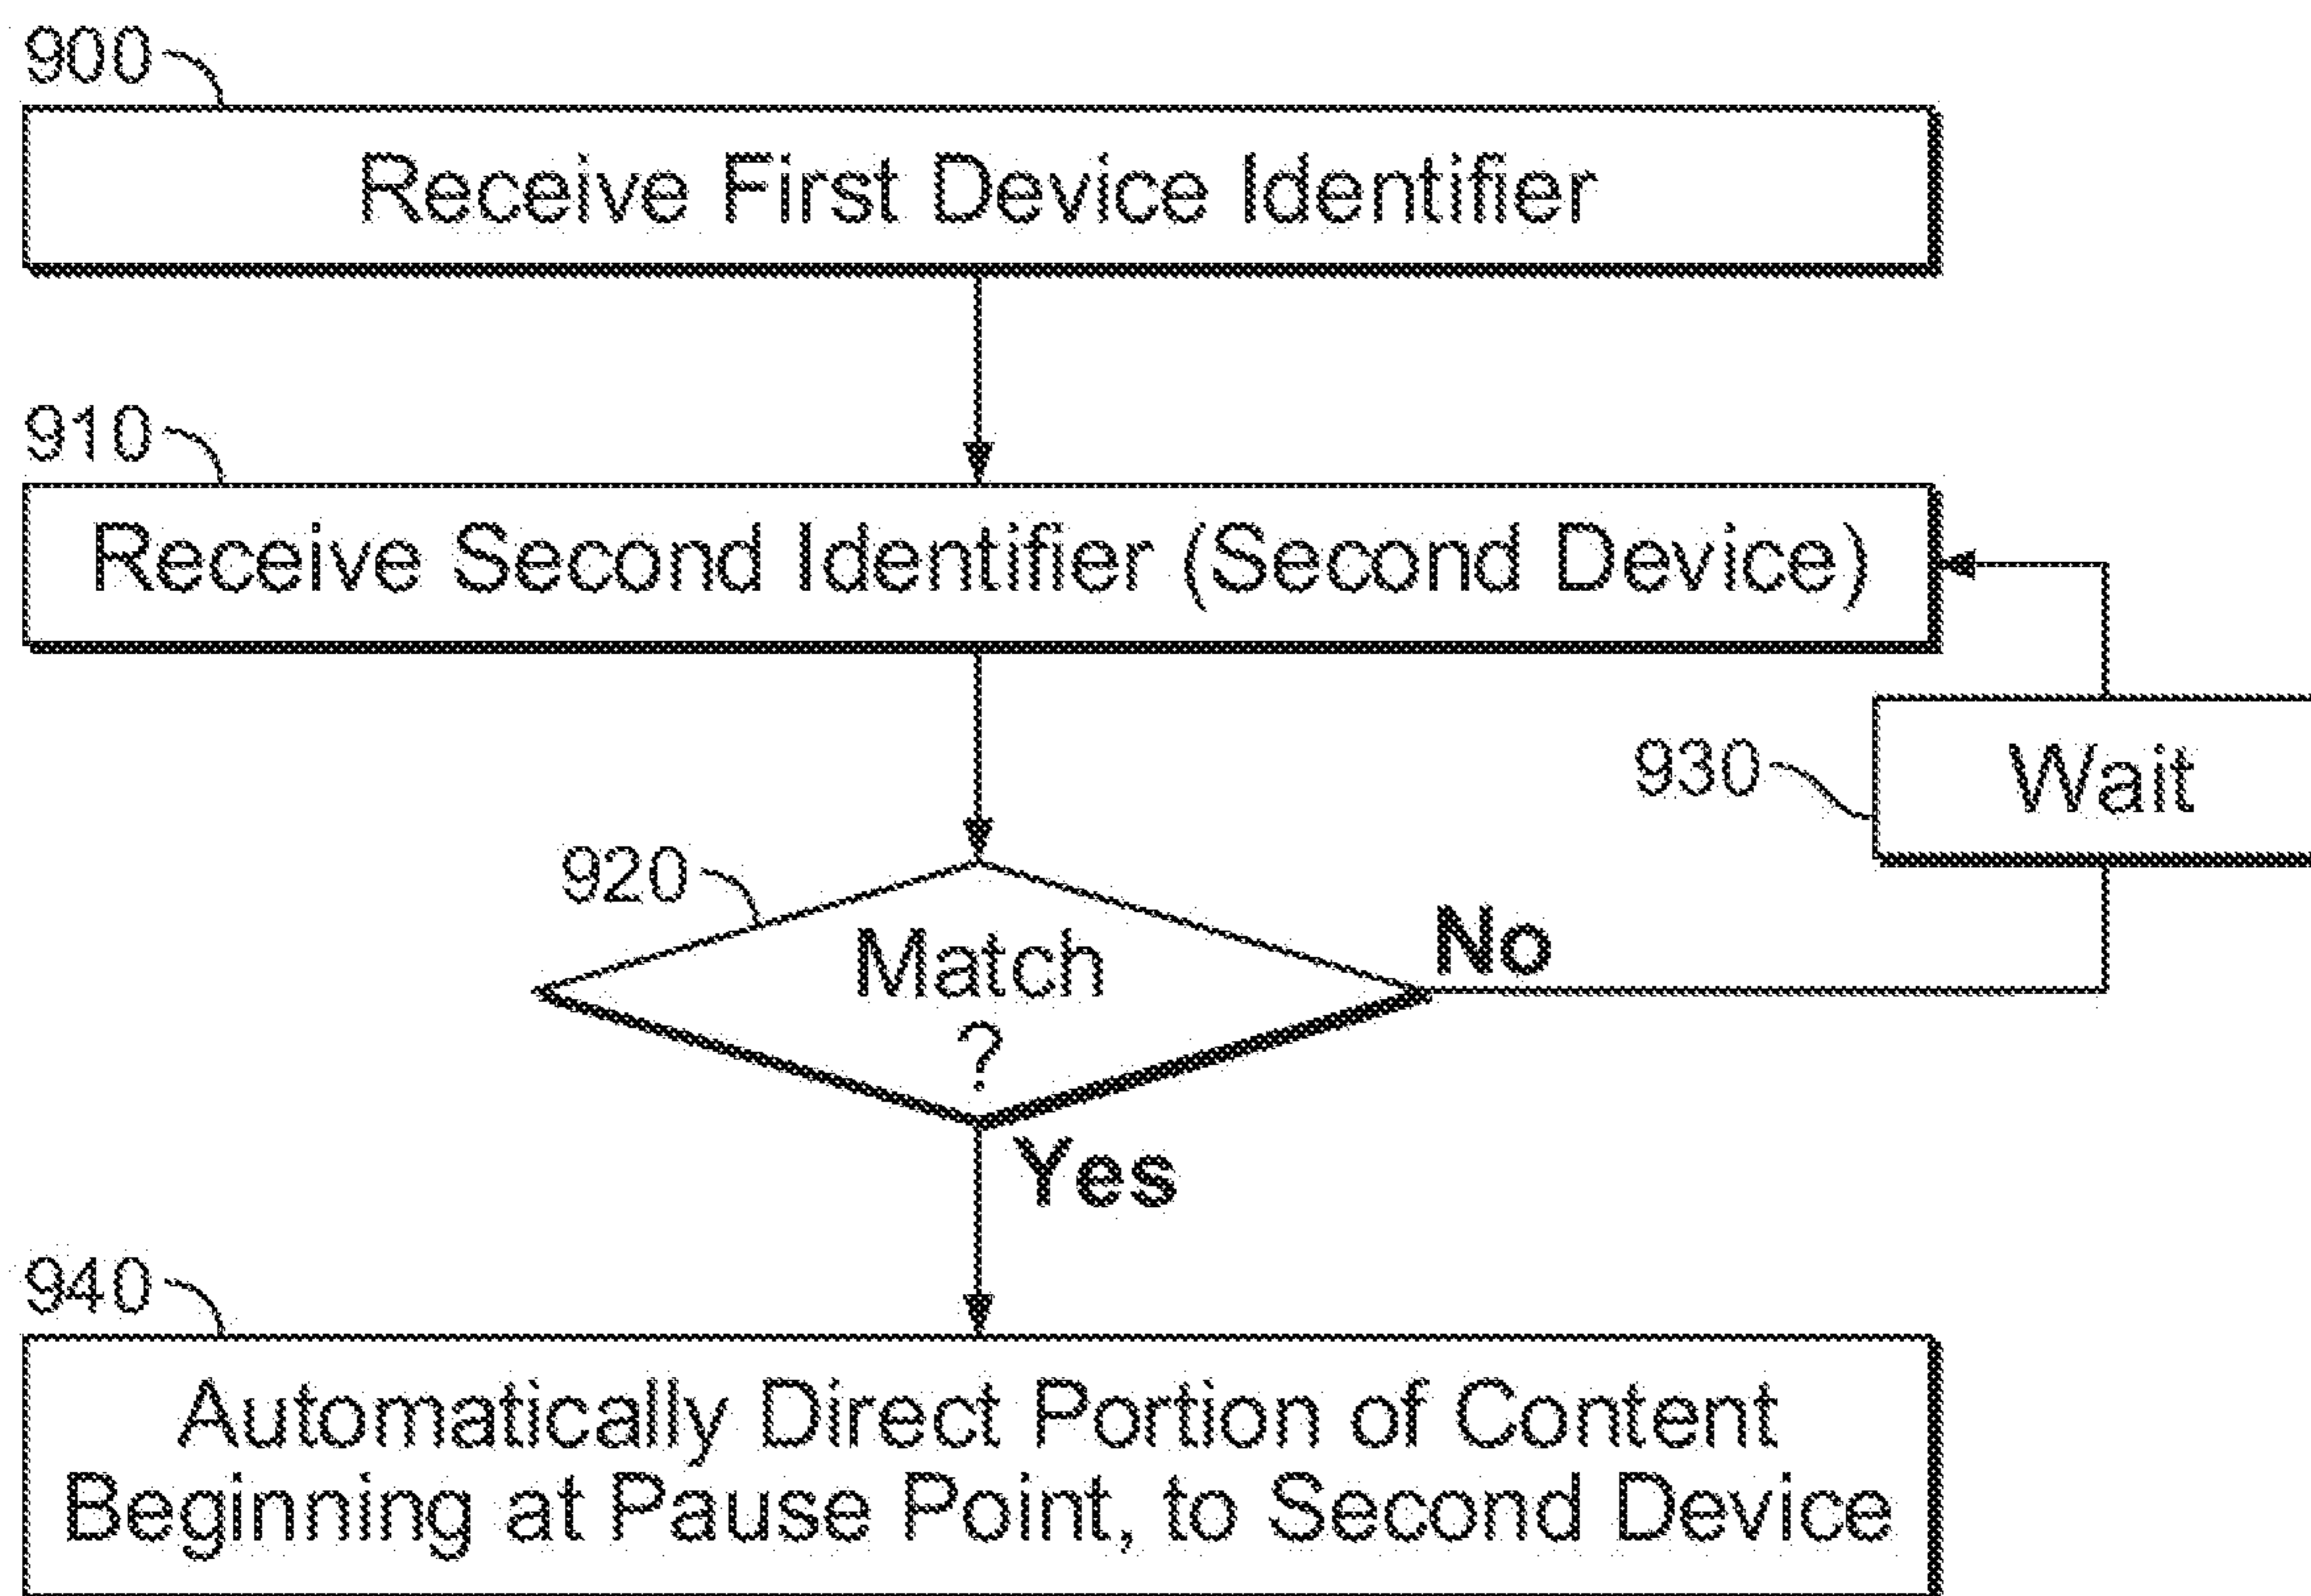 900
Receive First Device Identifier
910
Receive Second Identifier (Second Device)
930
Wait
920
Match
?
No
Yes
940
Automatically Direct Portion of Content
Beginning at Pause Point, to Second Device